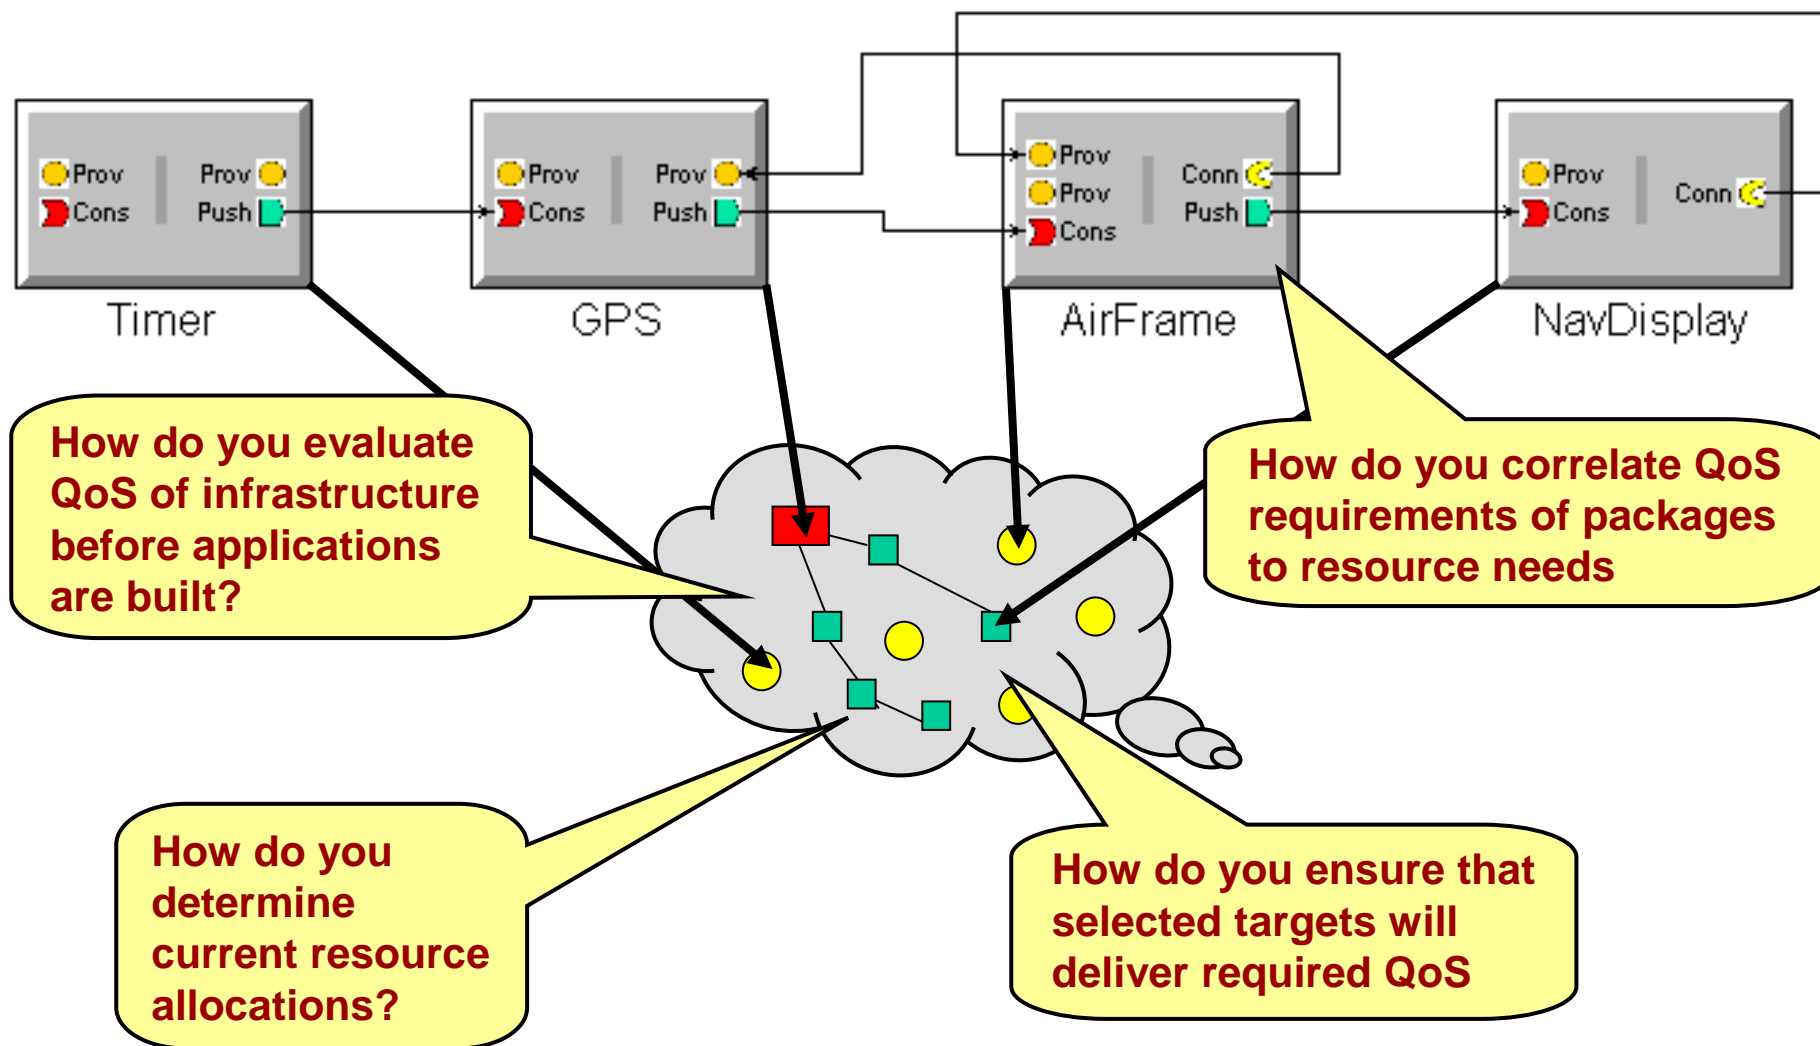 Prov
Cons
Prov
Push
Timer
Prov
Cons
Prov
Push
GPS
Prov
Prov
Cons
Conn
Push
AirFrame
Prov
Cons
Conn
NavDisplay
How do you evaluate
QoS of infrastructure
before applications
are built?
How do you correlate QoS
requirements of packages
to resource needs
How do you
determine
current resource
allocations?
How do you ensure that
selected targets will
deliver required QoS